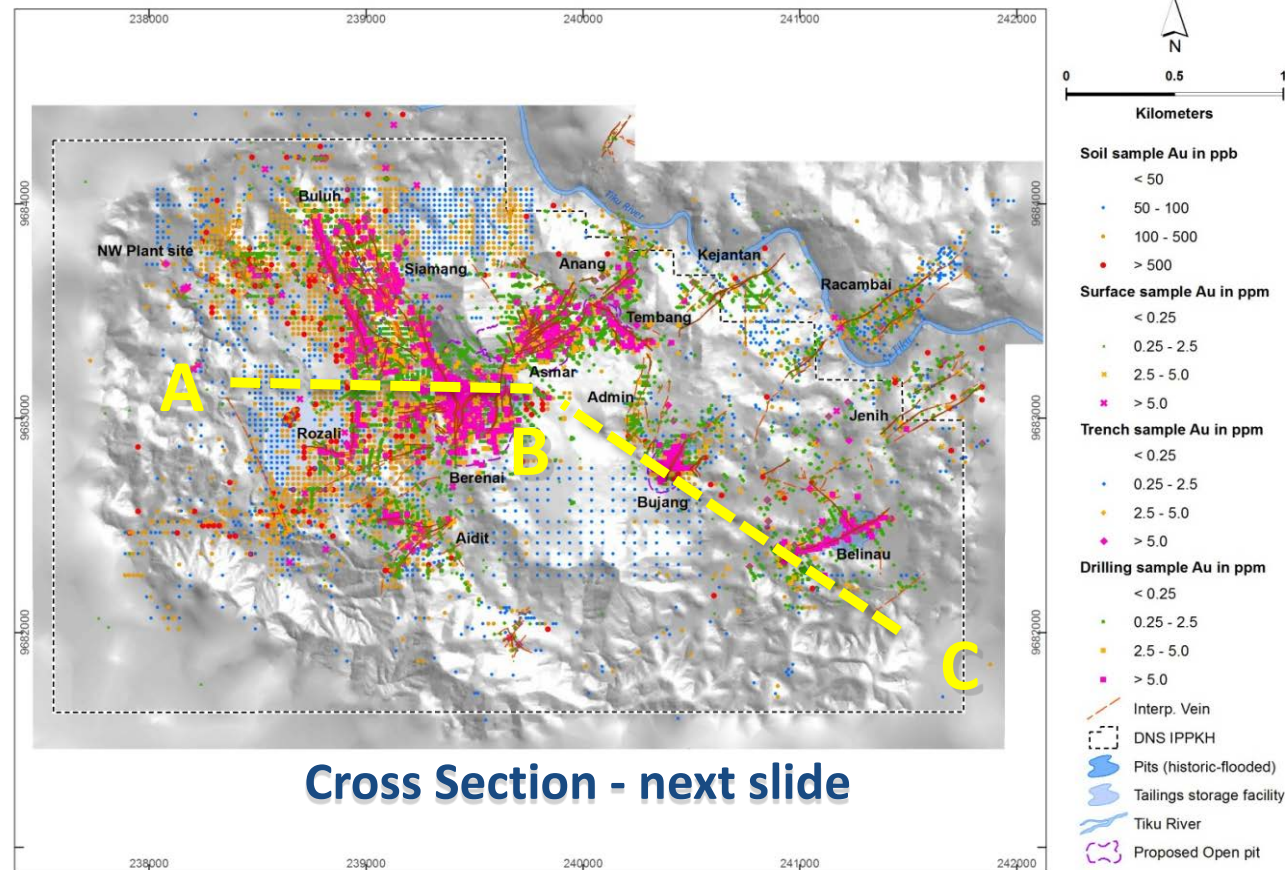 238000 239000 240000 241000 242000
N
0 0.5 1
Kilometers
Soil sample Au in ppb
< 50
50 - 100
100 - 500
> 500
Surface sample Au in ppm
< 0.25
0.25 - 2.5
2.5 - 5.0
> 5.0
Trench sample Au in ppm
< 0.25
0.25 - 2.5
2.5 - 5.0
> 5.0
Drilling sample Au in ppm
< 0.25
0.25 - 2.5
2.5 - 5.0
> 5.0
Interp. Vein
DNS IPPKH
Pits (historic-flooded)
Tailings storage facility
Tiku River
Proposed Open pit
9684000
9684000
Buluh
Tiku River
NW Plant site
Siamang
Anang
Kejantan
Racambai
Tembang
Tiku
Asmar
A
Admin
9683000
9683000
Rozali
Jenih
B
Berenai
Bujang
Aidit
Belinau
9682000
9682000
C
Cross Section - next slide
238000 239000 240000 241000 242000